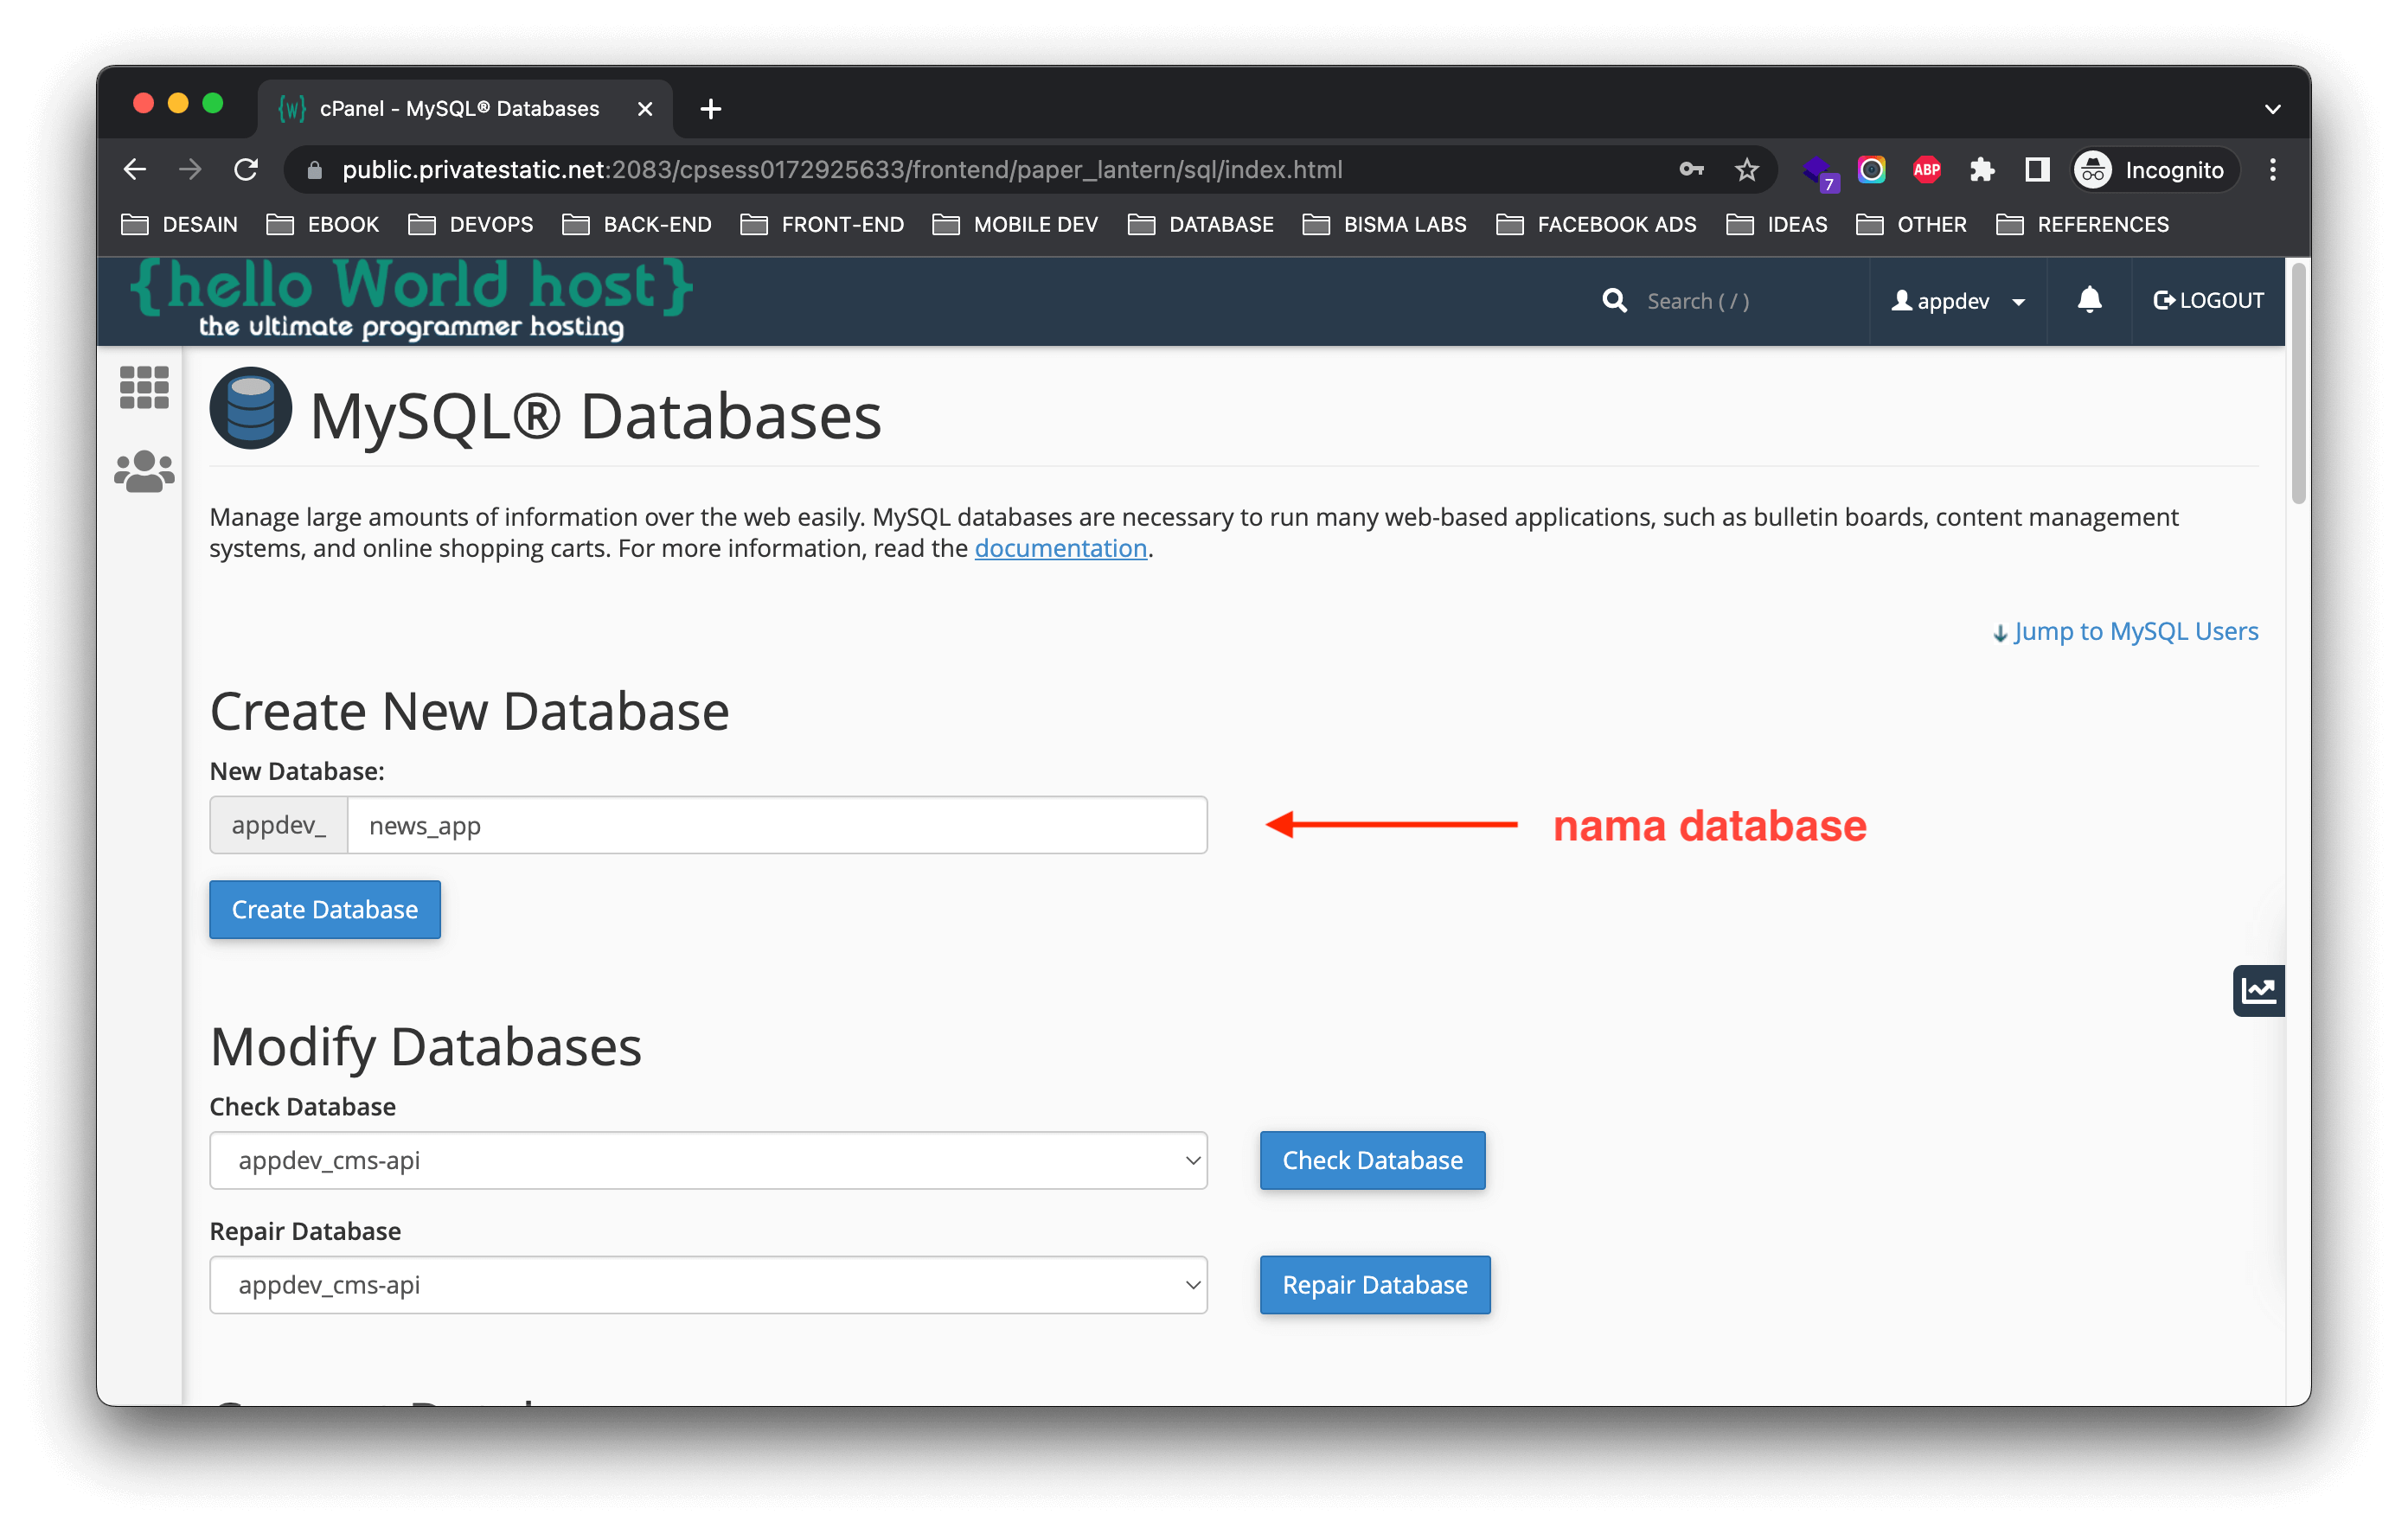 {W} cPanel - MySQL® Databases
public.privatestatic.net:2083/cpsess0172925633/frontend/paper_lantern/sql/index.html
7
ABP
Incognito
DESAIN EBOOK DEVOPS BACK-END FRONT-END MOBILE DEV DATABASE BISMA LABS FACEBOOK ADS IDEAS OTHER REFERENCES
{hello World host}
the ultimate programmer hosting
Search ( / )
appdev
LOGOUT
MySQL® Databases
Manage large amounts of information over the web easily. MySQL databases are necessary to run many web-based applications, such as bulletin boards, content management
systems, and online shopping carts. For more information, read the documentation.
Jump to MySQL Users
Create New Database
New Database:
appdev_ news_app
nama database
Create Database
Modify Databases
Check Database
appdev_cms-api
Check Database
Repair Database
appdev_cms-api
Repair Database